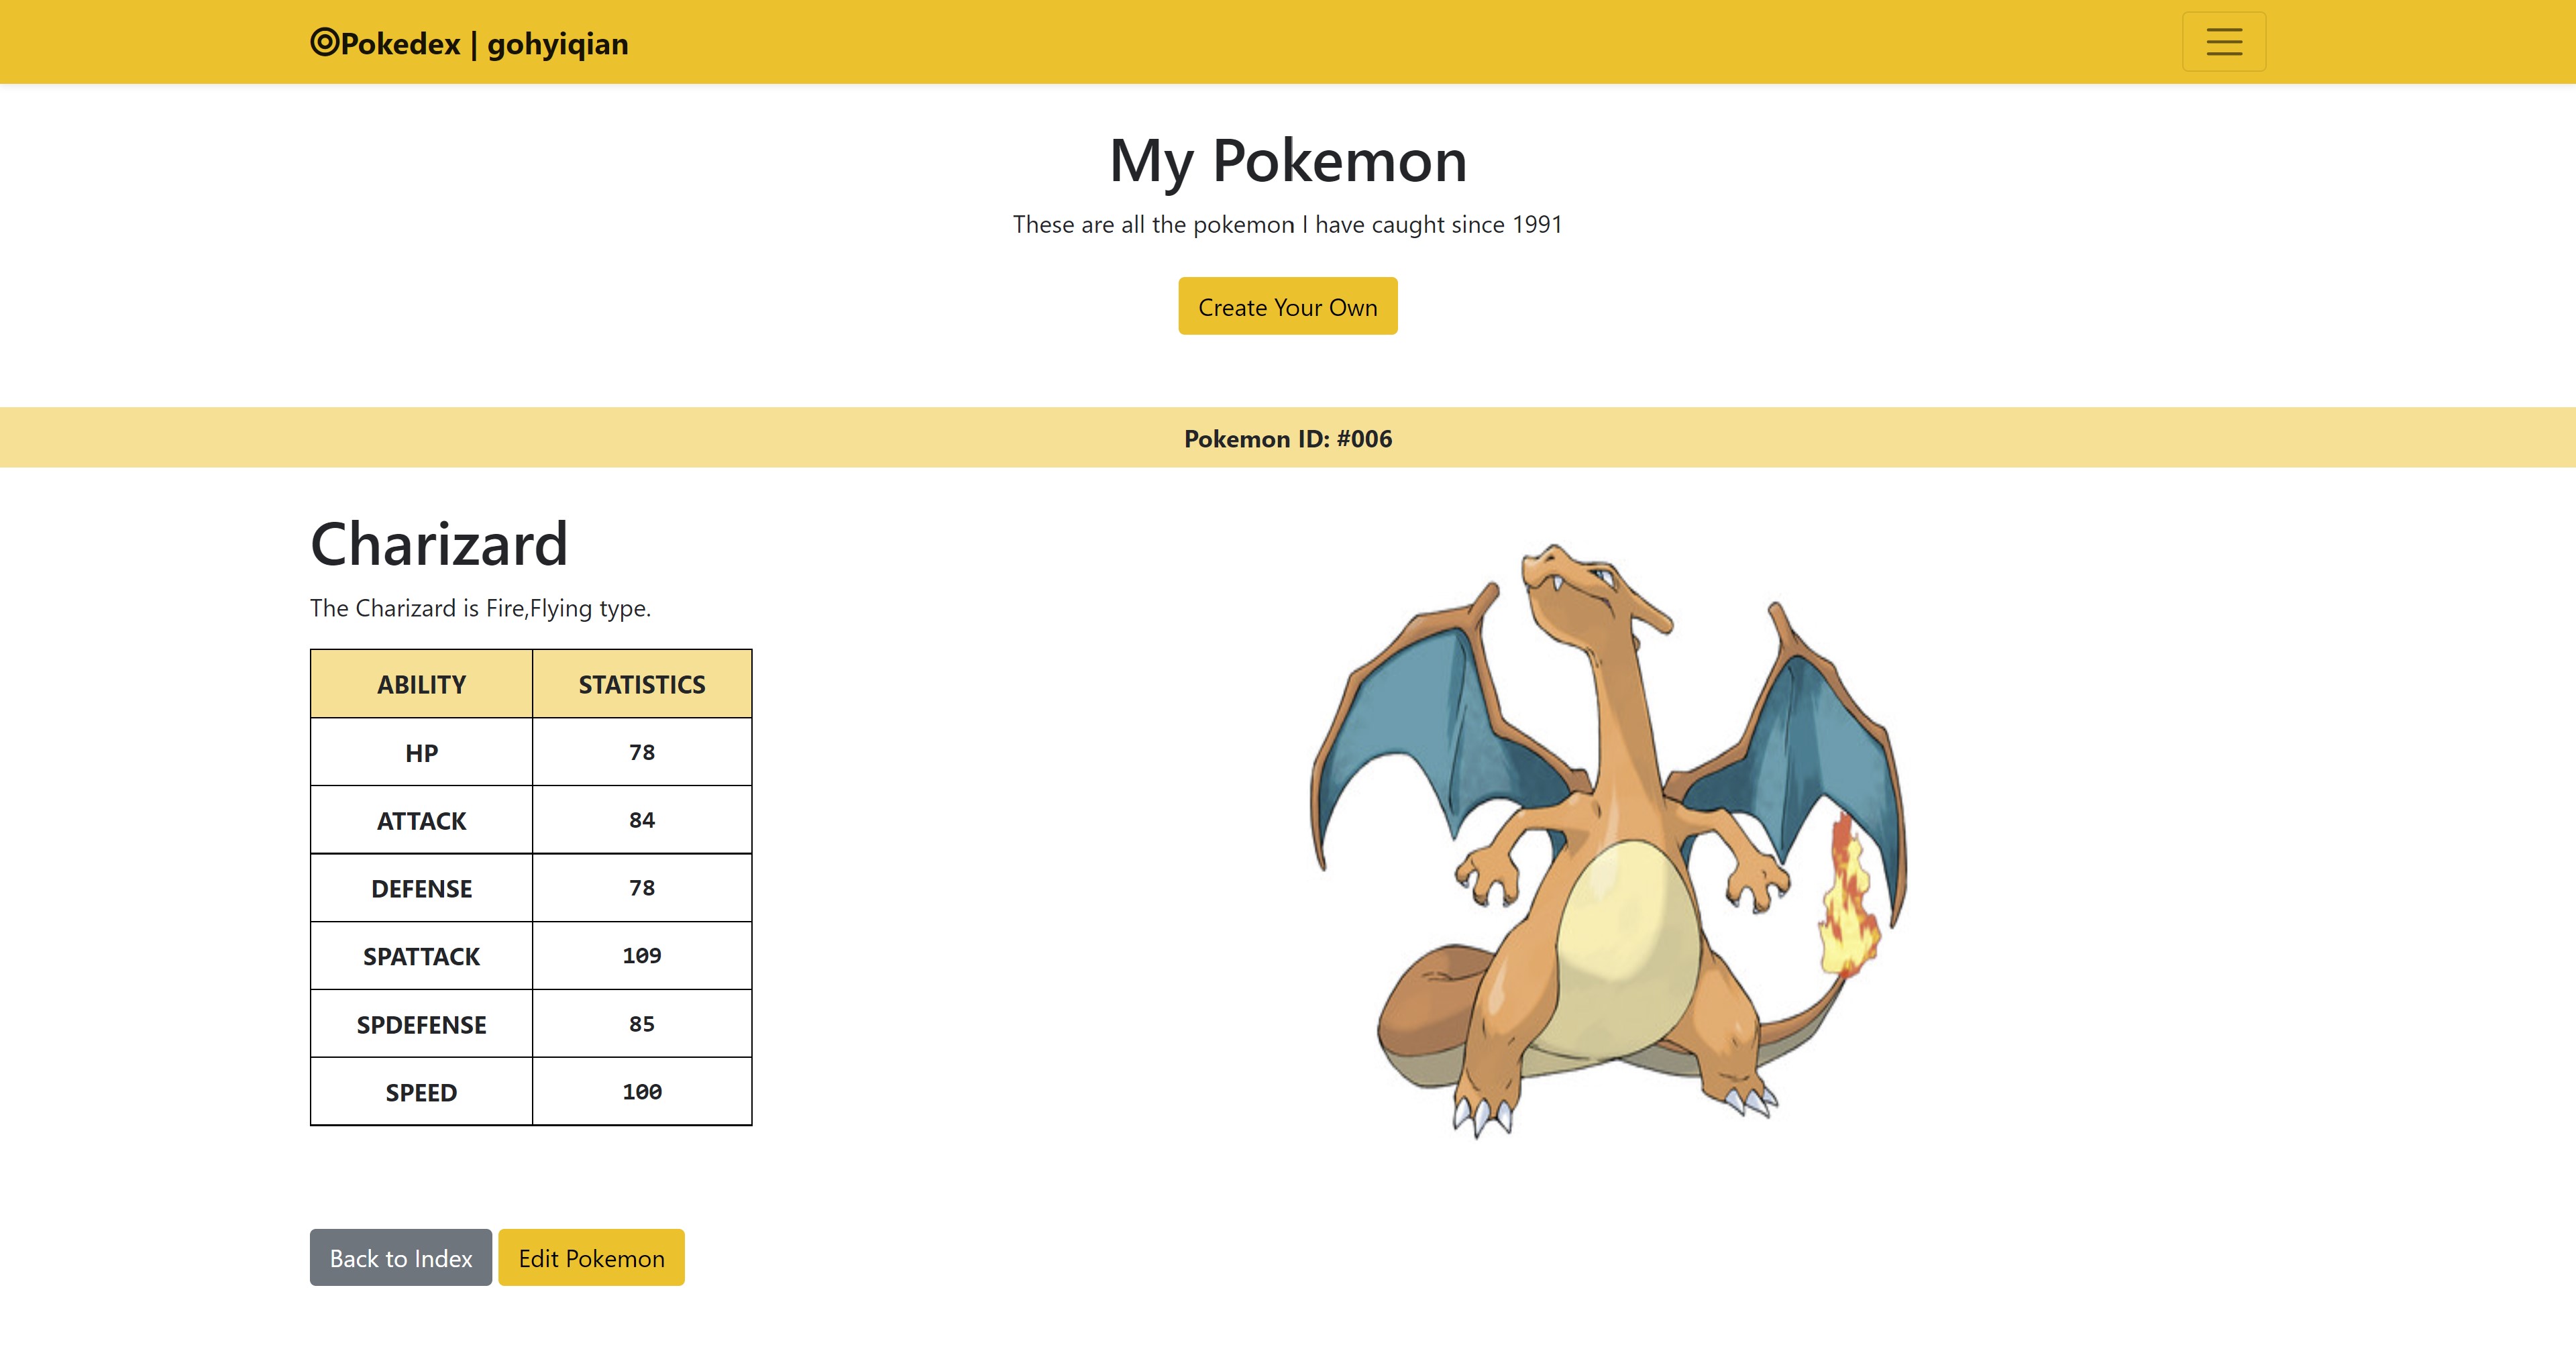 Pokedex | gohyiqian
My Pokemon
These are all the pokemon I have caught since 1991
Create Your Own
Pokemon ID: #006
Charizard
The Charizard is Fire,Flying type.
ABILITY STATISTICS
HP 78
ATTACK 84
DEFENSE 78
SPATTACK 109
SPDEFENSE 85
SPEED 100
Back to Index Edit Pokemon